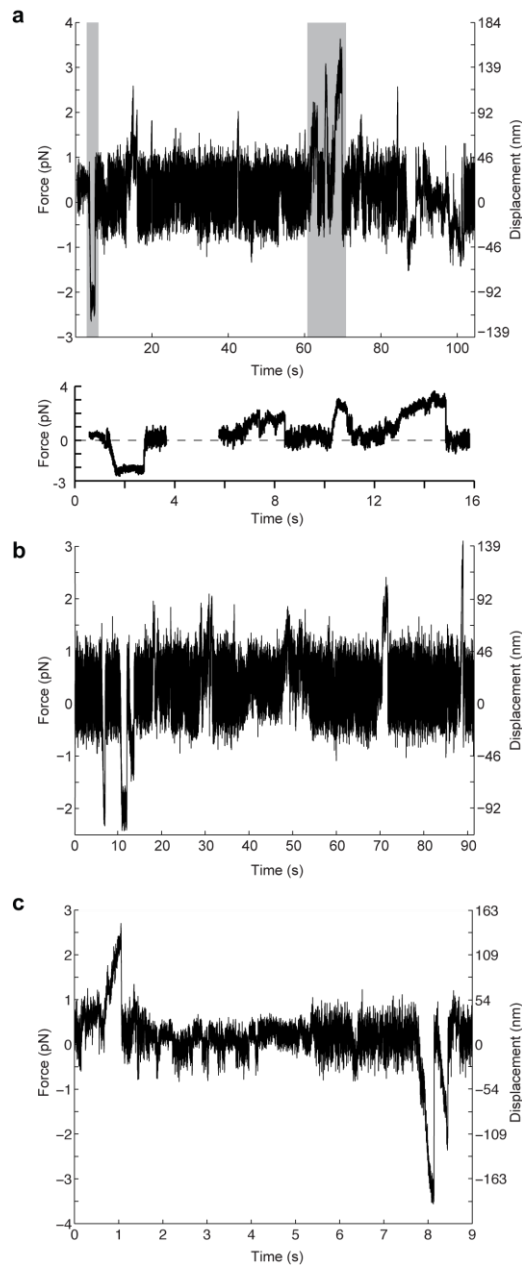 a
Force (pN)
4
3
2
1
0
−1
−2
−3
Displacement (nm)
184
139
92
46
0
−46
−92
−139
20 40 60 80 100
Time (s)
Force (pN)
4
0
-3
0 4 8 12 16
Time (s)
b
Force (pN)
3
2
1
0
−1
−2
Displacement (nm)
139
92
46
0
−46
−92
0 10 20 30 40 50 60 70 80 90
Time (s)
c
Force (pN)
3
2
1
0
−1
−2
−3
−4
Displacement (nm)
163
109
54
0
−54
−109
−163
0 1 2 3 4 5 6 7 8 9
Time (s)